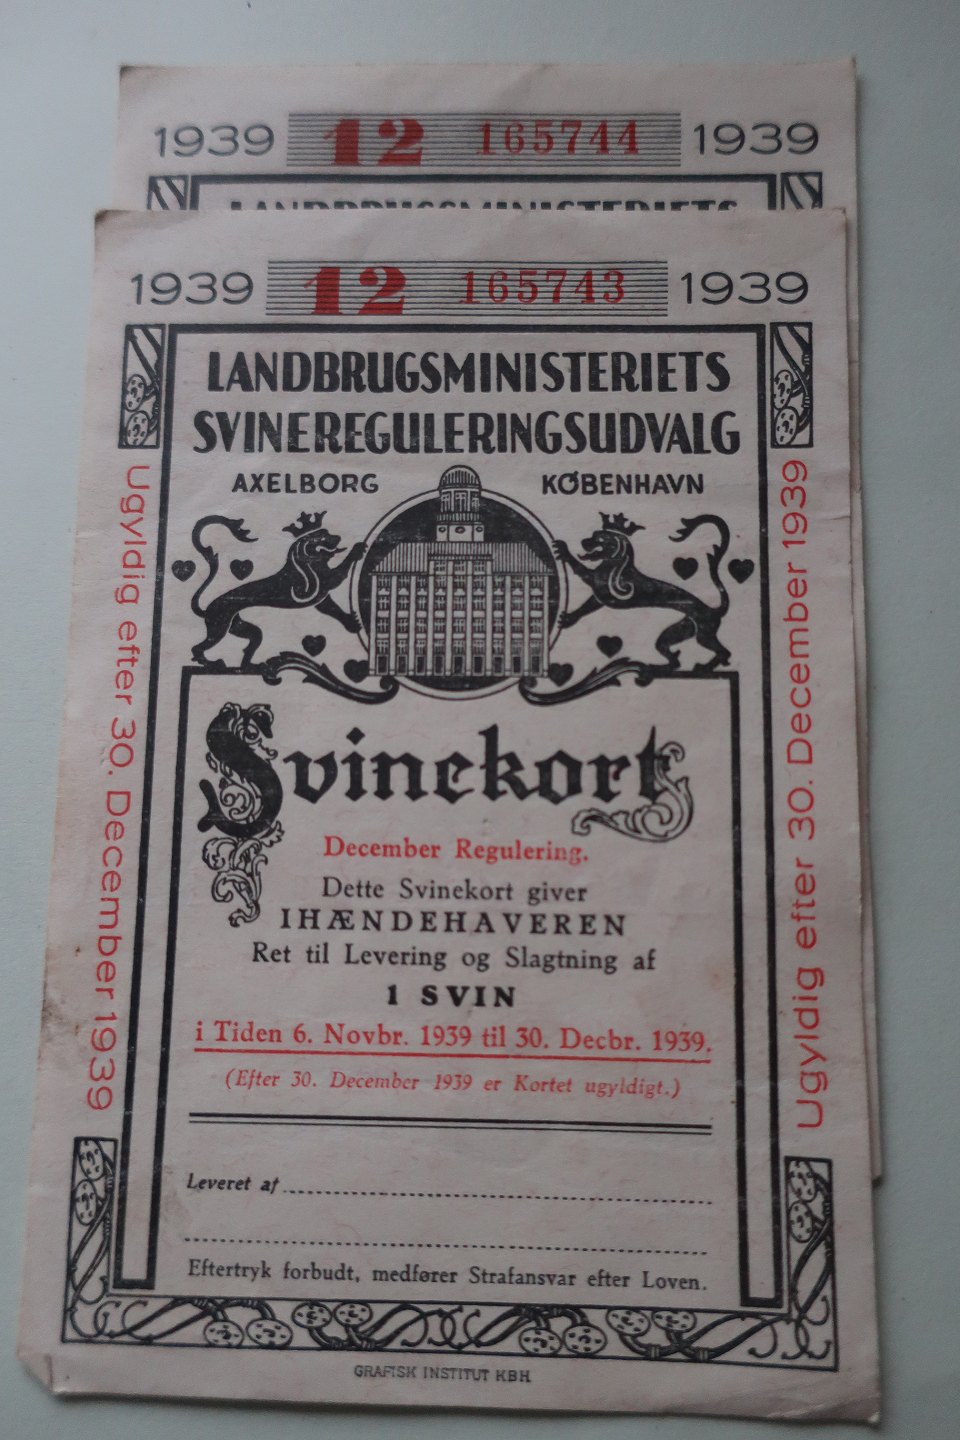 1939 12 165744 1939
LANDBRUGSMINISTERIETS
1939 12 165743 1939
LANDBRUGSMINISTERIETS
SVINEREGULERINGSUDVALG
AXELBORG KØBENHAVN
Svinekort
December Regulering.
Dette Svinekort giver
IHÆNDEHAVEREN
Ret til Levering og Slagtning af
1 SVIN
i Tiden 6. Novbr. 1939 til 30. Decbr. 1939.
(Efter 30. December 1939 er Kortet ugyldigt.)
Leveret af
Eftertryk forbudt, medfører Strafansvar efter Loven.
GRAFISK INSTITUT KBH.
Ugyldig efter 30. December 1939
Ugyldig efter 30. December 1939